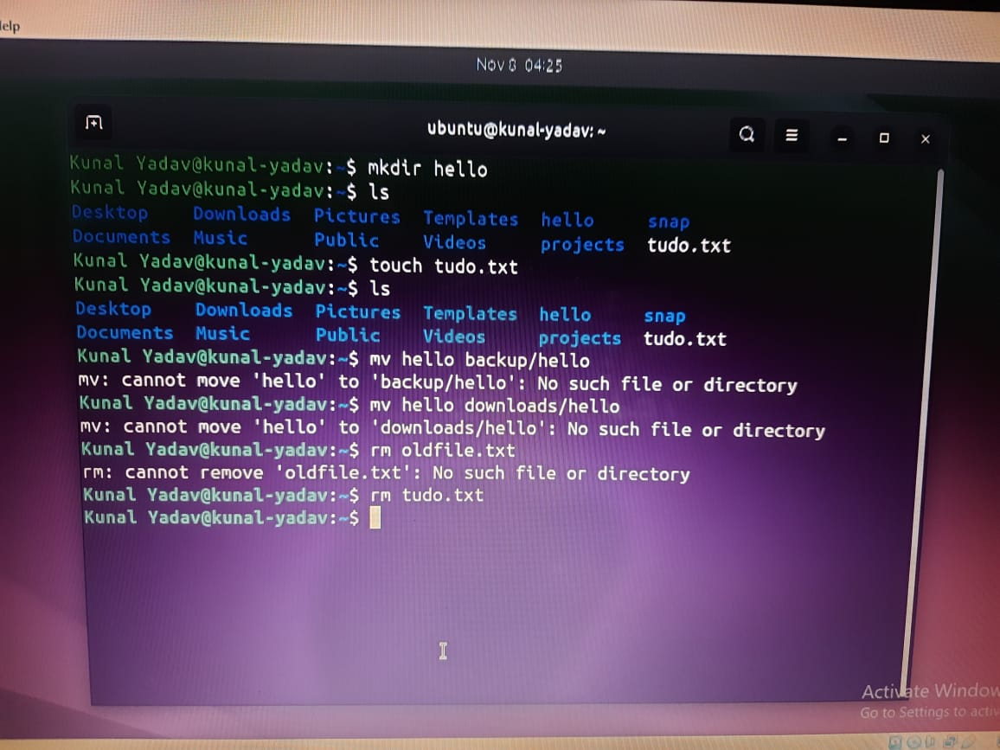 Help
Nov 8 04:25
ubuntu@kunal-yadav: ~
Kunal Yadav@kunal-yadav:~$ mkdir hello
Kunal Yadav@kunal-yadav:~$ ls
Desktop Downloads Pictures Templates hello snap
Documents Music Public Videos projects tudo.txt
Kunal Yadav@kunal-yadav:~$ touch tudo.txt
Kunal Yadav@kunal-yadav:~$ ls
Desktop Downloads Pictures Templates hello snap
Documents Music Public Videos projects tudo.txt
Kunal Yadav@kunal-yadav:~$ mv hello backup/hello
mv: cannot move 'hello' to 'backup/hello': No such file or directory
Kunal Yadav@kunal-yadav:~$ mv hello downloads/hello
mv: cannot move 'hello' to 'downloads/hello': No such file or directory
Kunal Yadav@kunal-yadav:~$ rm oldfile.txt
rm: cannot remove 'oldfile.txt': No such file or directory
Kunal Yadav@kunal-yadav:~$ rm tudo.txt
Kunal Yadav@kunal-yadav:~$
Activate Window
Go to Settings to activ